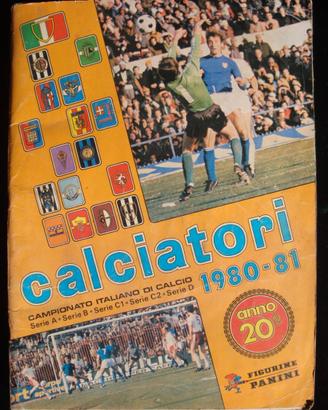 calciatori
1980-81
CAMPIONATO ITALIANO DI CALCIO
Serie A • Serie B • Serie C1 • Serie C2 • Serie D
anno
20°
FIGURINE
PANINI